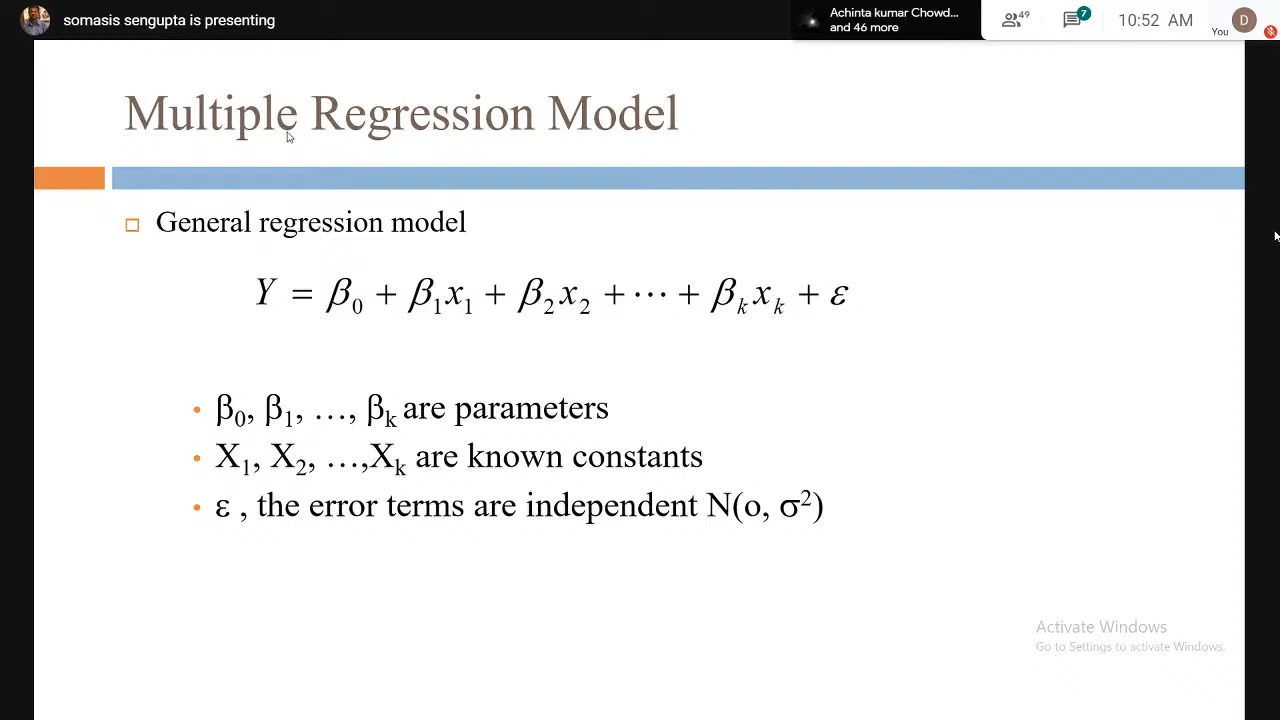 somasis sengupta is presenting
Achinta kumar Chowd...
and 46 more
49
7
10:52 AM
You
D
Multiple Regression Model
General regression model
Y = β₀ + β₁x₁ + β₂x₂ + ⋯ + βₖxₖ + ε
• β₀, β₁, …, βₖ are parameters
• X₁, X₂, …,Xₖ are known constants
• ε , the error terms are independent N(o, σ²)
Activate Windows
Go to Settings to activate Windows.